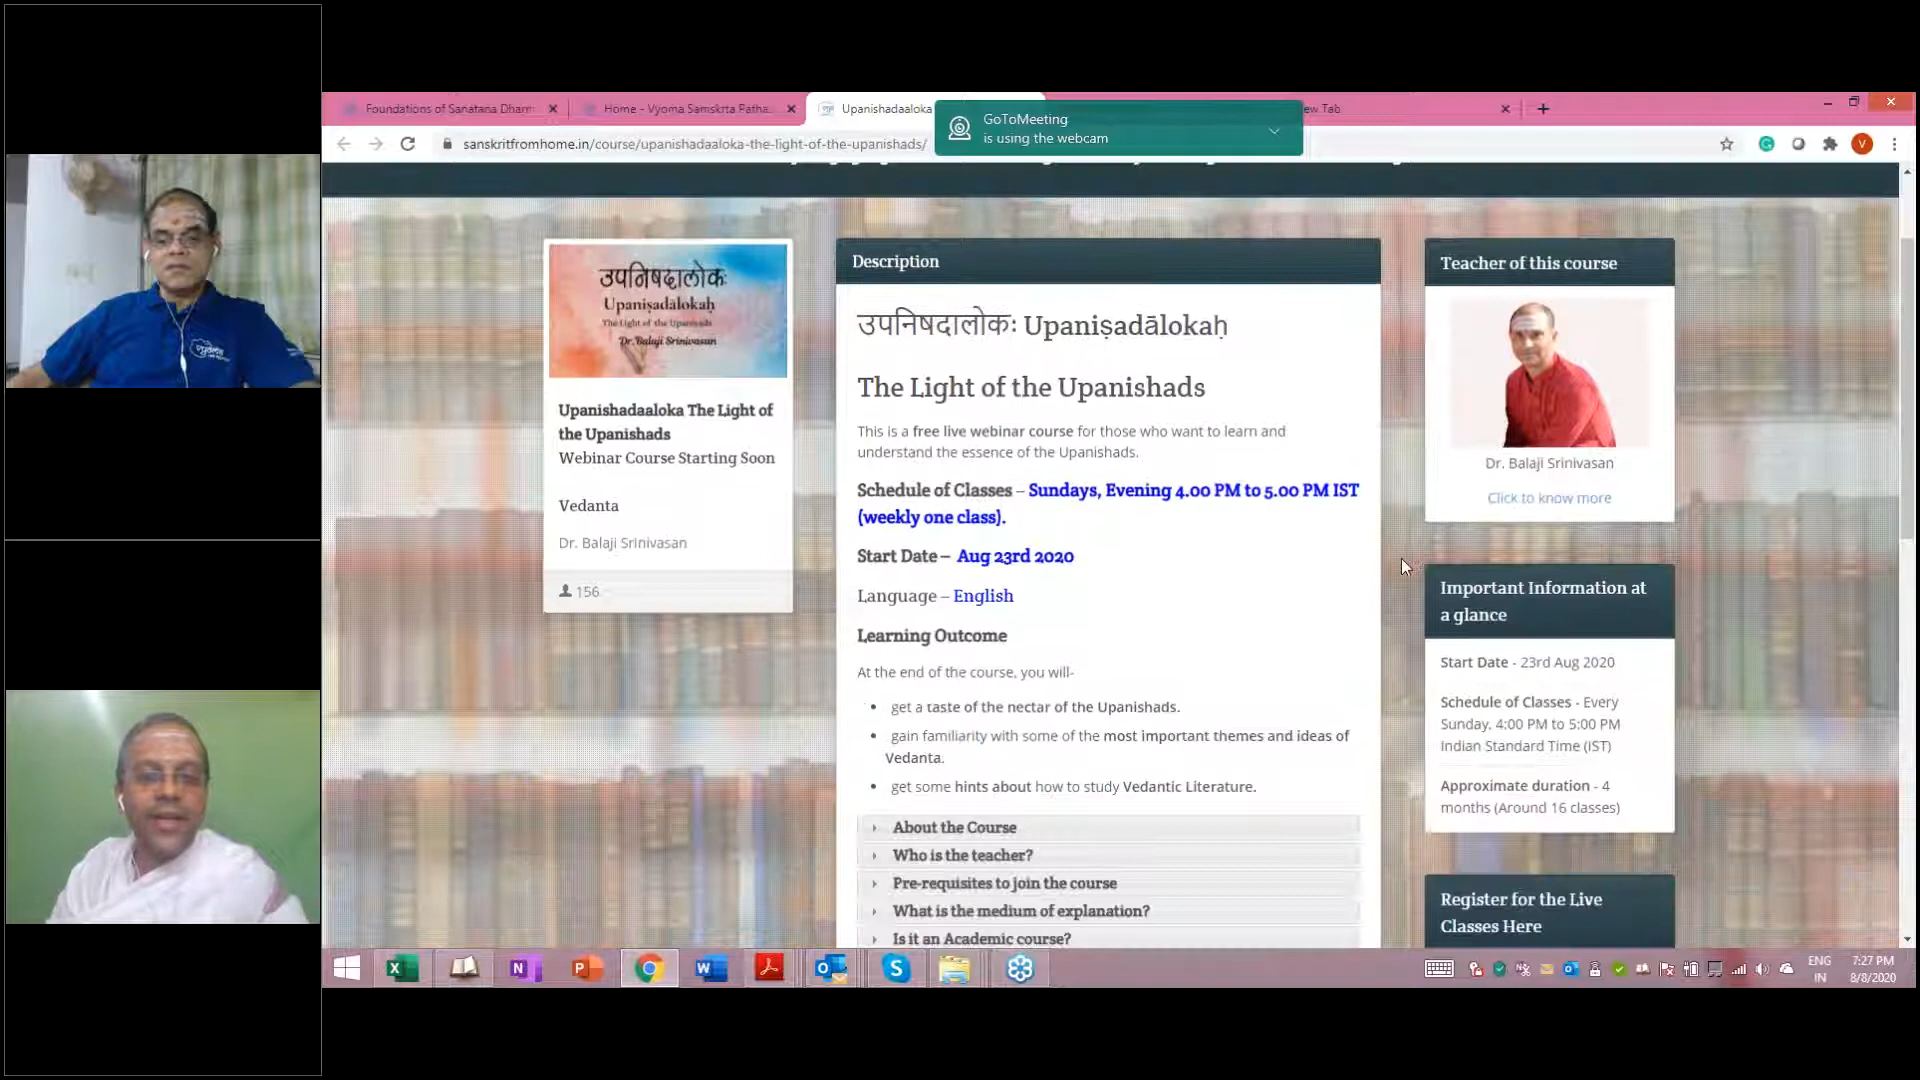 Foundations of Sanatana Dharm
Home - Vyoma Samskrta Patha...
Upanishadaaloka
ew Tab
GoToMeeting
is using the webcam
sanskritfromhome.in/course/upanishadaaloka-the-light-of-the-upanishads/
V
उपनिषदालोकः
Upaniṣadālokaḥ
The Light of the Upanishads
Dr. Balaji Srinivasan
Upanishadaaloka The Light of
the Upanishads
Webinar Course Starting Soon
Vedanta
Dr. Balaji Srinivasan
156
Description
उपनिषदालोकः Upaniṣadālokaḥ
The Light of the Upanishads
This is a free live webinar course for those who want to learn and
understand the essence of the Upanishads.
Schedule of Classes – Sundays, Evening 4.00 PM to 5.00 PM IST
(weekly one class).
Start Date – Aug 23rd 2020
Language – English
Learning Outcome
At the end of the course, you will-
get a taste of the nectar of the Upanishads.
gain familiarity with some of the most important themes and ideas of
Vedanta.
get some hints about how to study Vedantic Literature.
About the Course
Who is the teacher?
Pre-requisites to join the course
What is the medium of explanation?
Is it an Academic course?
Teacher of this course
Dr. Balaji Srinivasan
Click to know more
Important Information at
a glance
Start Date - 23rd Aug 2020
Schedule of Classes - Every
Sunday, 4:00 PM to 5:00 PM
Indian Standard Time (IST)
Approximate duration - 4
months (Around 16 classes)
Register for the Live
Classes Here
ENG
IN
7:27 PM
8/8/2020